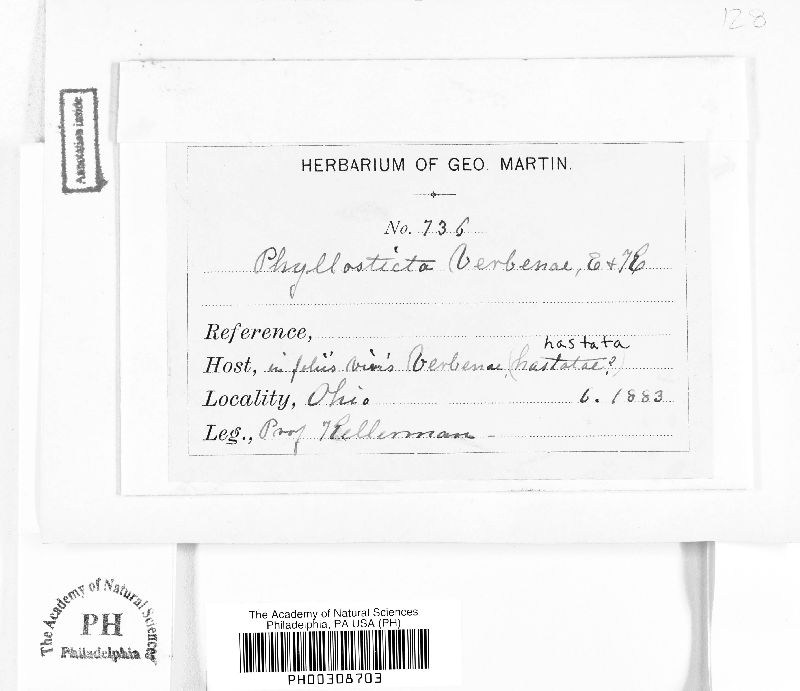 128
Annotation inside
HERBARIUM OF GEO. MARTIN.
No. 736
Phyllosticta Verbenae, E & K
Reference,
hastata
Host, in foliis vivis Verbenae (hastatae?)
Locality, Ohio 6. 1883
Leg., Prof Kellerman -
The Academy of Natural Sciences
PH
Philadelphia
The Academy of Natural Sciences
Philadelphia, PA USA (PH)
PH00308703